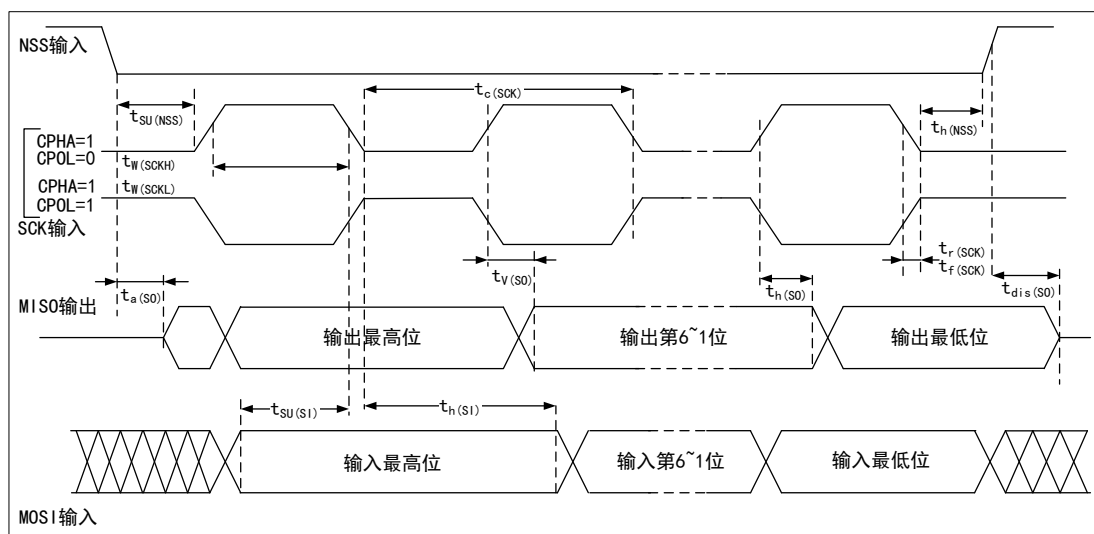 NSS输入
tSU(NSS)
tc(SCK)
th(NSS)
CPHA=1
CPOL=0
tW(SCKH)
CPHA=1
CPOL=1
tW(SCKL)
SCK输入
ta(SO)
tV(SO)
th(SO)
tr(SCK)
tf(SCK)
tdis(SO)
MISO输出
输出最高位
输出第6~1位
输出最低位
tSU(SI)
th(SI)
输入最高位
输入第6~1位
输入最低位
MOSI输入